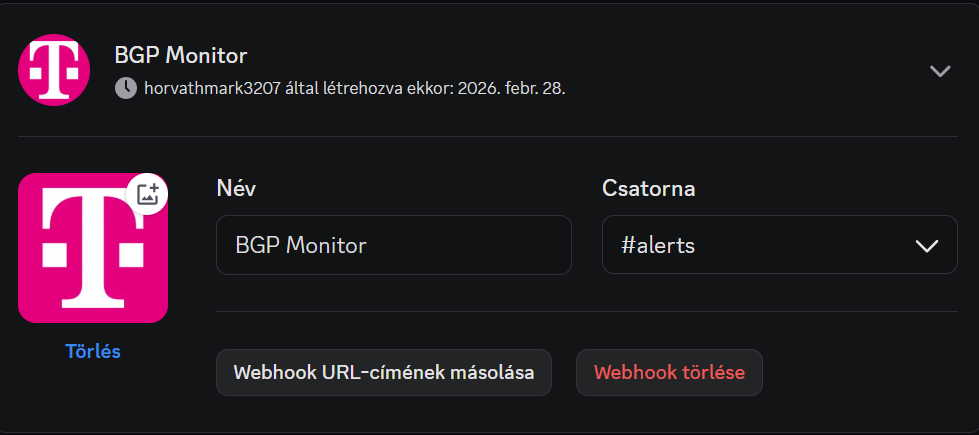 BGP Monitor
horvathmark3207 által létrehozva ekkor: 2026. febr. 28.
Név
Csatorna
BGP Monitor
#alerts
Törlés
Webhook URL-címének másolása
Webhook törlése